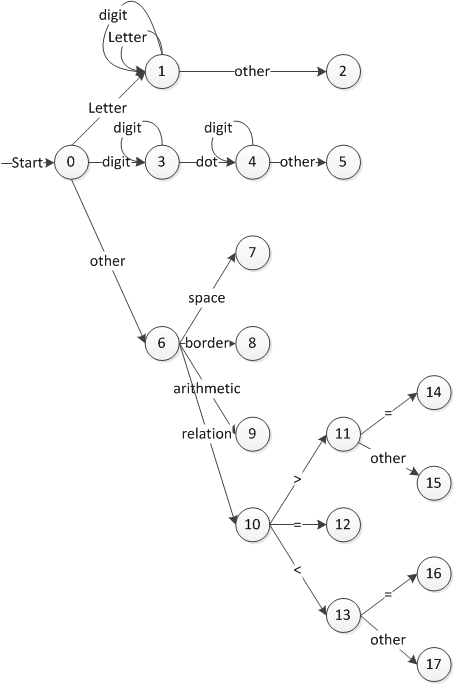 digit
Letter
1
other
2
Letter
digit
digit
Start
0
digit
3
dot
4
other
5
other
7
space
6
border
8
arithmetic
14
=
relation
9
11
other
>
15
10
=
12
<
16
=
13
other
17